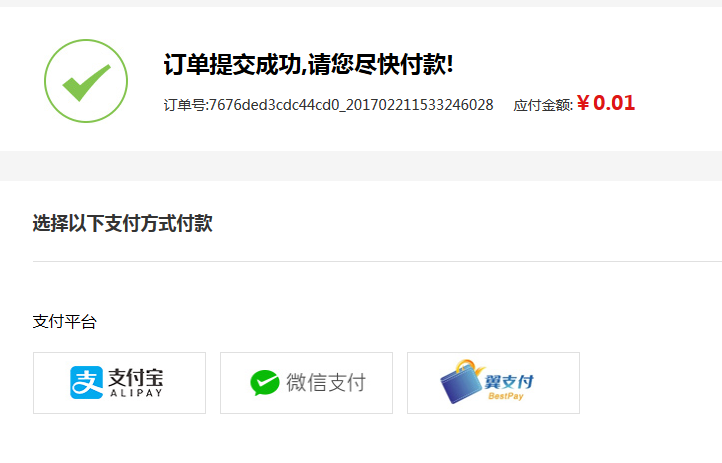 订单提交成功,请您尽快付款!
订单号:7676ded3cdc44cd0_201702211533246028 应付金额:￥0.01
选择以下支付方式付款
支付平台
支 支付宝 ALIPAY
微信支付
翼支付 BestPay